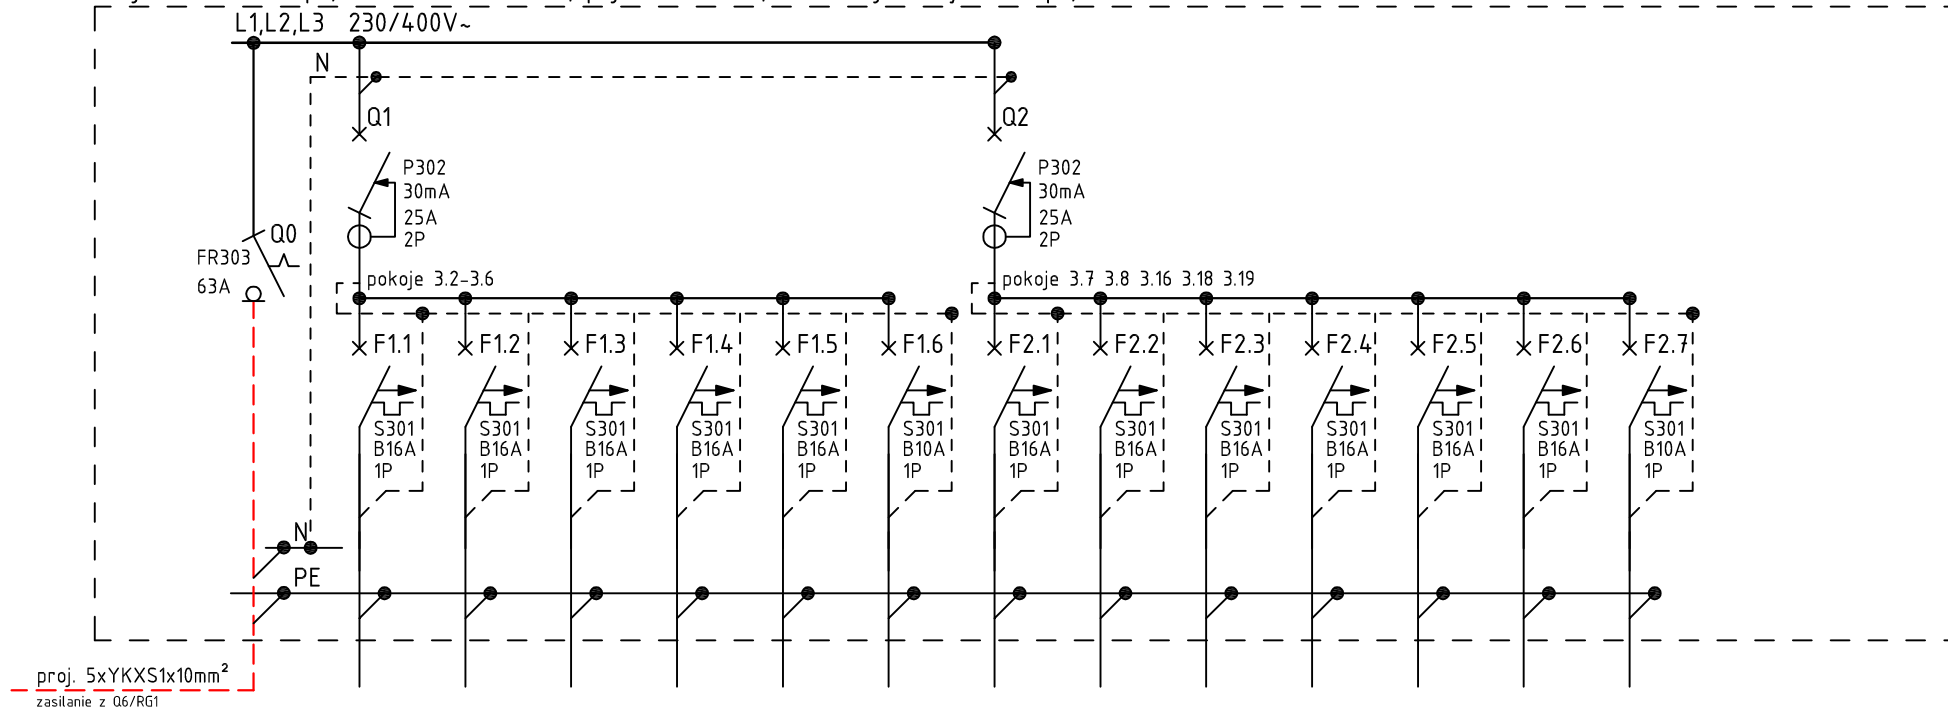 L1,L2,L3 230/400V~
N
Q1
P302
30mA
25A
2P
Q2
P302
30mA
25A
2P
Q0
FR303
63A
pokoje 3.2-3.6
pokoje 3.7 3.8 3.16 3.18 3.19
F1.1
F1.2
F1.3
F1.4
F1.5
F1.6
F2.1
F2.2
F2.3
F2.4
F2.5
F2.6
F2.7
S301
B16A
1P
S301
B16A
1P
S301
B16A
1P
S301
B16A
1P
S301
B16A
1P
S301
B10A
1P
S301
B16A
1P
S301
B16A
1P
S301
B16A
1P
S301
B16A
1P
S301
B16A
1P
S301
B16A
1P
S301
B10A
1P
N
PE
proj. 5xYKXS1x10mm²
zasilanie z Q6/RG1